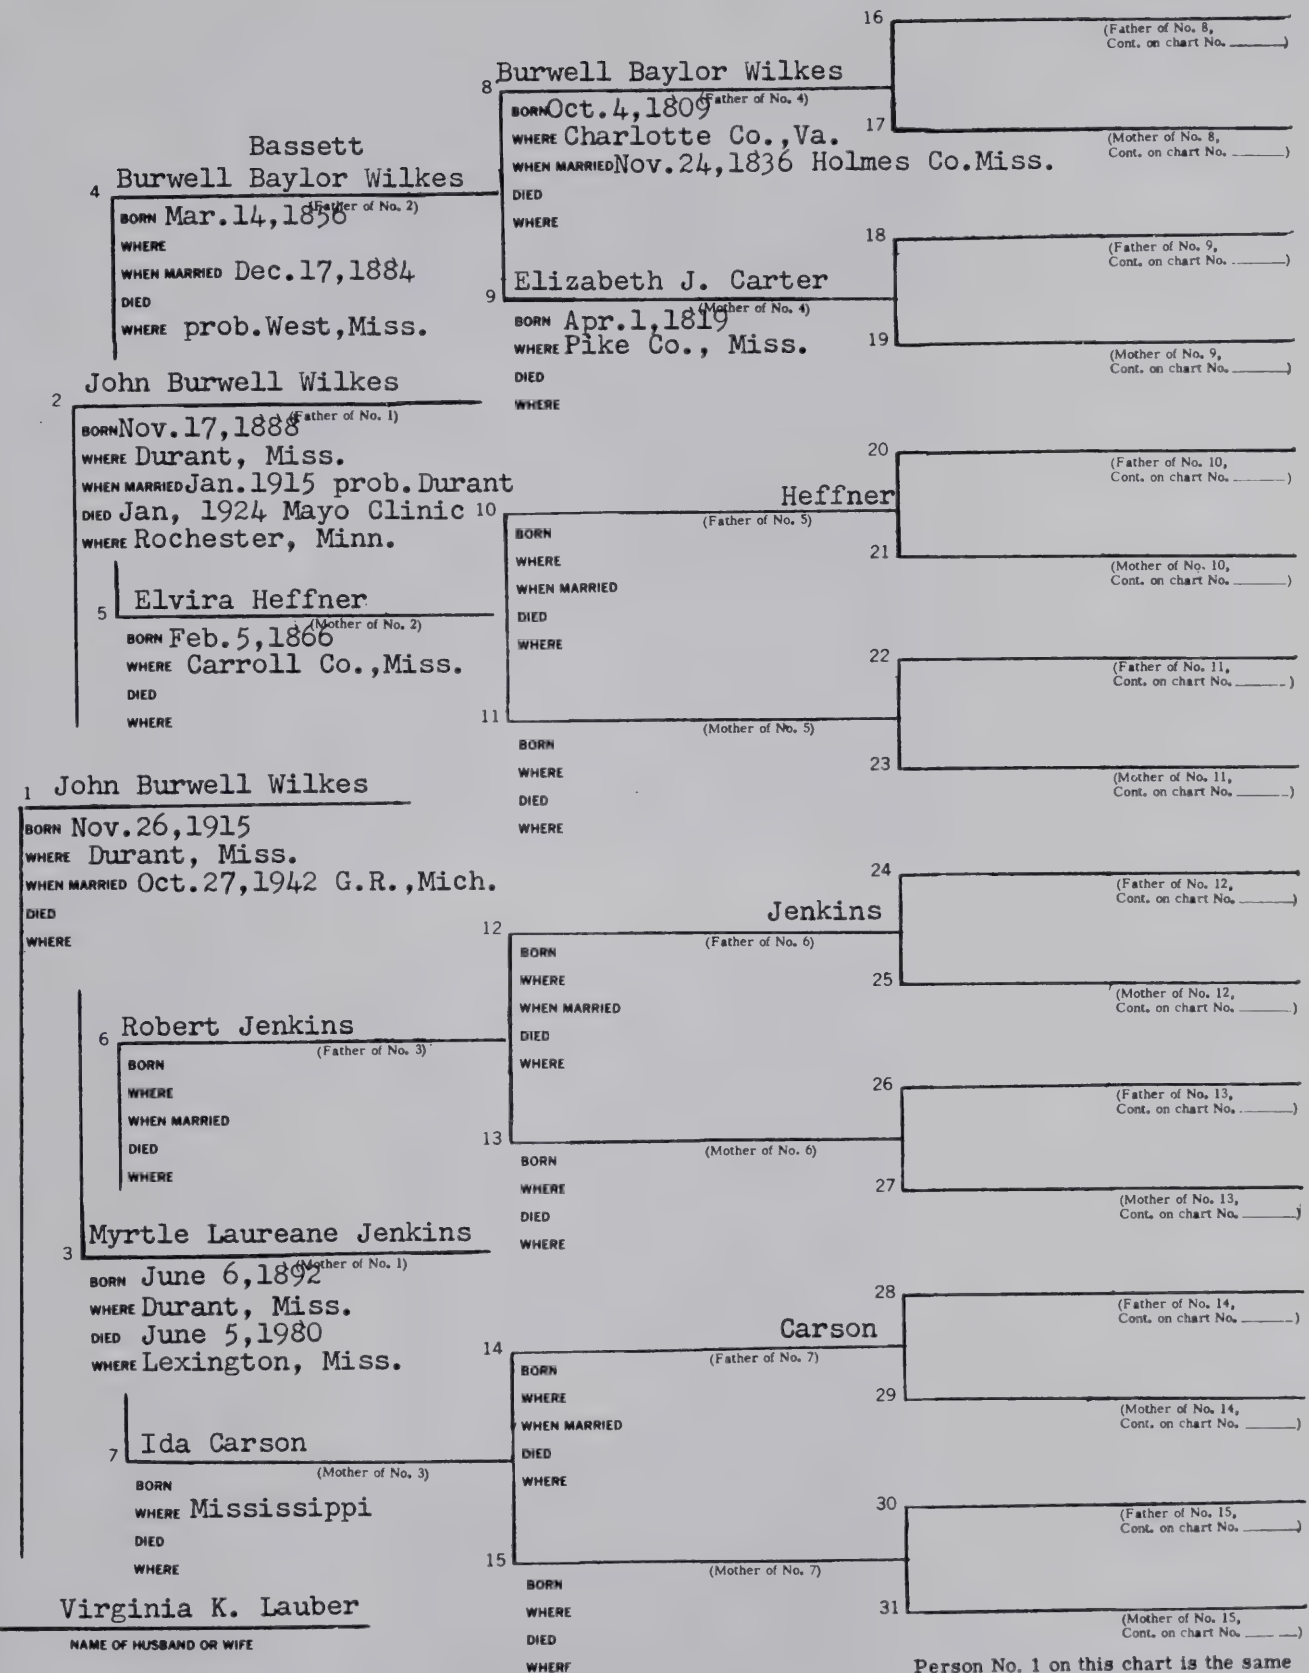 16
(Father of No. 8,
Cont. on chart No. ______)
8 Burwell Baylor Wilkes
(Father of No. 4)
BORN Oct. 4,1809
WHERE Charlotte Co.,Va.
WHEN MARRIED Nov.24,1836 Holmes Co.Miss.
DIED
WHERE
17
(Mother of No. 8,
Cont. on chart No. ______)
Bassett
4 Burwell Baylor Wilkes
(Father of No. 2)
BORN Mar.14,1856
WHERE
WHEN MARRIED Dec.17,1884
DIED
WHERE prob.West,Miss.
18
(Father of No. 9,
Cont. on chart No. ______)
9 Elizabeth J. Carter
(Mother of No. 4)
BORN Apr.1,1819
WHERE Pike Co., Miss.
DIED
WHERE
19
(Mother of No. 9,
Cont. on chart No. ______)
2 John Burwell Wilkes
(Father of No. 1)
BORN Nov.17,1888
WHERE Durant, Miss.
WHEN MARRIED Jan.1915 prob.Durant
DIED Jan, 1924 Mayo Clinic
WHERE Rochester, Minn.
20
(Father of No. 10,
Cont. on chart No. ______)
10 Heffner
(Father of No. 5)
BORN
WHERE
WHEN MARRIED
DIED
WHERE
21
(Mother of No. 10,
Cont. on chart No. ______)
5 Elvira Heffner
(Mother of No. 2)
BORN Feb.5,1866
WHERE Carroll Co.,Miss.
DIED
WHERE
22
(Father of No. 11,
Cont. on chart No. ______)
11
(Mother of No. 5)
BORN
WHERE
DIED
WHERE
23
(Mother of No. 11,
Cont. on chart No. ______)
1 John Burwell Wilkes
BORN Nov.26,1915
WHERE Durant, Miss.
WHEN MARRIED Oct.27,1942 G.R.,Mich.
DIED
WHERE
24
(Father of No. 12,
Cont. on chart No. ______)
12 Jenkins
(Father of No. 6)
BORN
WHERE
WHEN MARRIED
DIED
WHERE
25
(Mother of No. 12,
Cont. on chart No. ______)
6 Robert Jenkins
(Father of No. 3)
BORN
WHERE
WHEN MARRIED
DIED
WHERE
26
(Father of No. 13,
Cont. on chart No. ______)
13
(Mother of No. 6)
BORN
WHERE
DIED
WHERE
27
(Mother of No. 13,
Cont. on chart No. ______)
3 Myrtle Laureane Jenkins
(Mother of No. 1)
BORN June 6,1892
WHERE Durant, Miss.
DIED June 5,1980
WHERE Lexington, Miss.
28
(Father of No. 14,
Cont. on chart No. ______)
14 Carson
(Father of No. 7)
BORN
WHERE
WHEN MARRIED
DIED
WHERE
29
(Mother of No. 14,
Cont. on chart No. ______)
7 Ida Carson
(Mother of No. 3)
BORN
WHERE Mississippi
DIED
WHERE
30
(Father of No. 15,
Cont. on chart No. ______)
15
(Mother of No. 7)
BORN
WHERE
DIED
WHERE
31
(Mother of No. 15,
Cont. on chart No. ______)
Virginia K. Lauber
NAME OF HUSBAND OR WIFE
Person No. 1 on this chart is the same